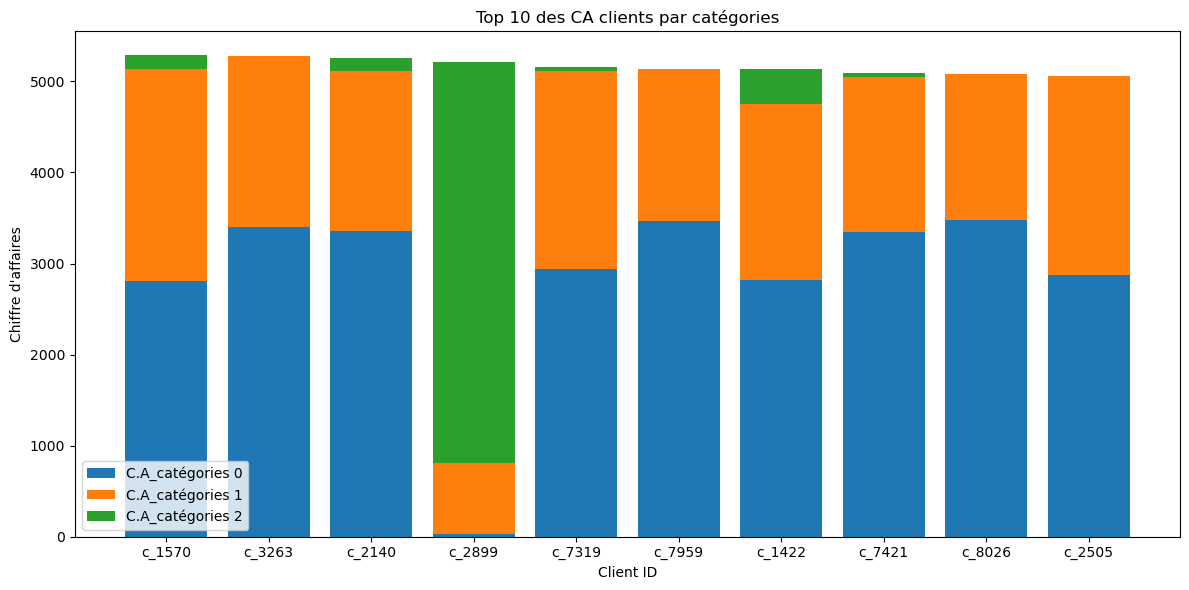 Top 10 des CA clients par catégories
Chiffre d'affaires
5000
4000
3000
2000
1000
0
C.A_catégories 0
C.A_catégories 1
C.A_catégories 2
c_1570 c_3263 c_2140 c_2899 c_7319 c_7959 c_1422 c_7421 c_8026 c_2505
Client ID